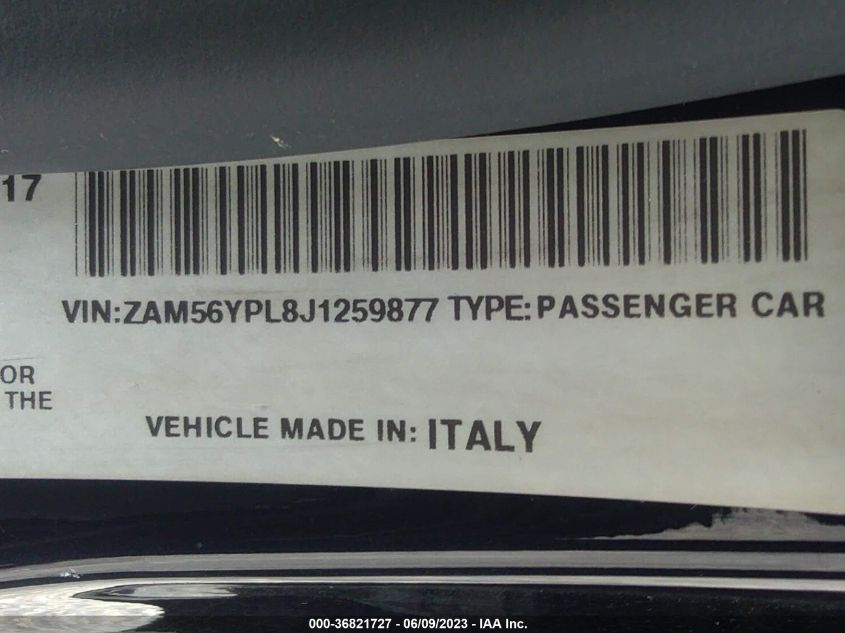 17
VIN:ZAM56YPL8J1259877 TYPE:PASSENGER CAR
OR
THE
VEHICLE MADE IN: ITALY
000-36821727 - 06/09/2023 - IAA Inc.